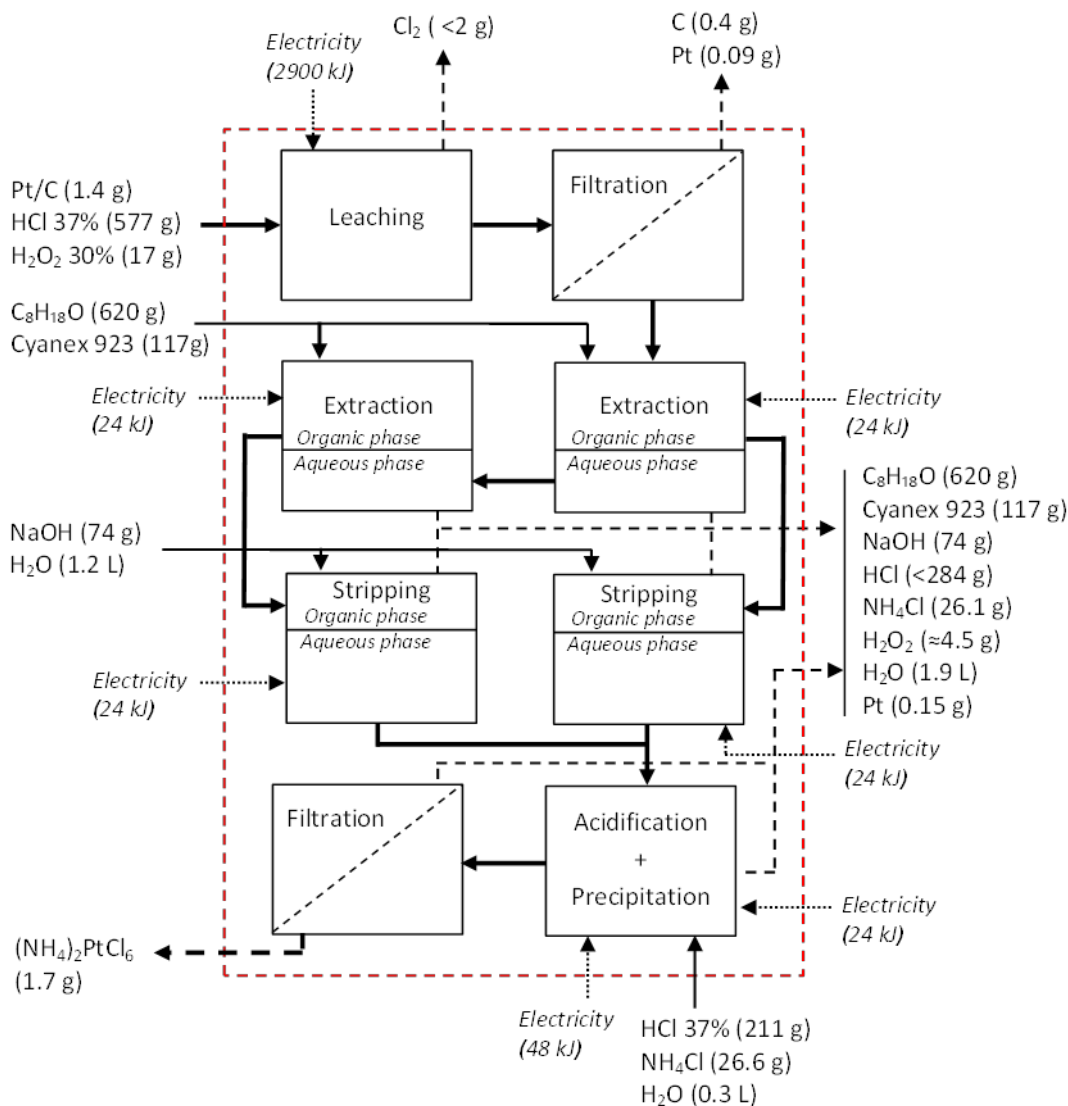 Electricity
(2900 kJ)
Cl₂ ( <2 g)
C (0.4 g)
Pt (0.09 g)
Pt/C (1.4 g)
HCl 37% (577 g)
H₂O₂ 30% (17 g)
Leaching
Filtration
C₈H₁₈O (620 g)
Cyanex 923 (117g)
Electricity
(24 kJ)
Extraction
Organic phase
Aqueous phase
Extraction
Organic phase
Aqueous phase
Electricity
(24 kJ)
C₈H₁₈O (620 g)
Cyanex 923 (117 g)
NaOH (74 g)
HCl (<284 g)
NH₄Cl (26.1 g)
H₂O₂ (≈4.5 g)
H₂O (1.9 L)
Pt (0.15 g)
NaOH (74 g)
H₂O (1.2 L)
Stripping
Organic phase
Aqueous phase
Stripping
Organic phase
Aqueous phase
Electricity
(24 kJ)
Electricity
(24 kJ)
Filtration
Acidification
+
Precipitation
Electricity
(24 kJ)
(NH₄)₂PtCl₆
(1.7 g)
Electricity
(48 kJ)
HCl 37% (211 g)
NH₄Cl (26.6 g)
H₂O (0.3 L)